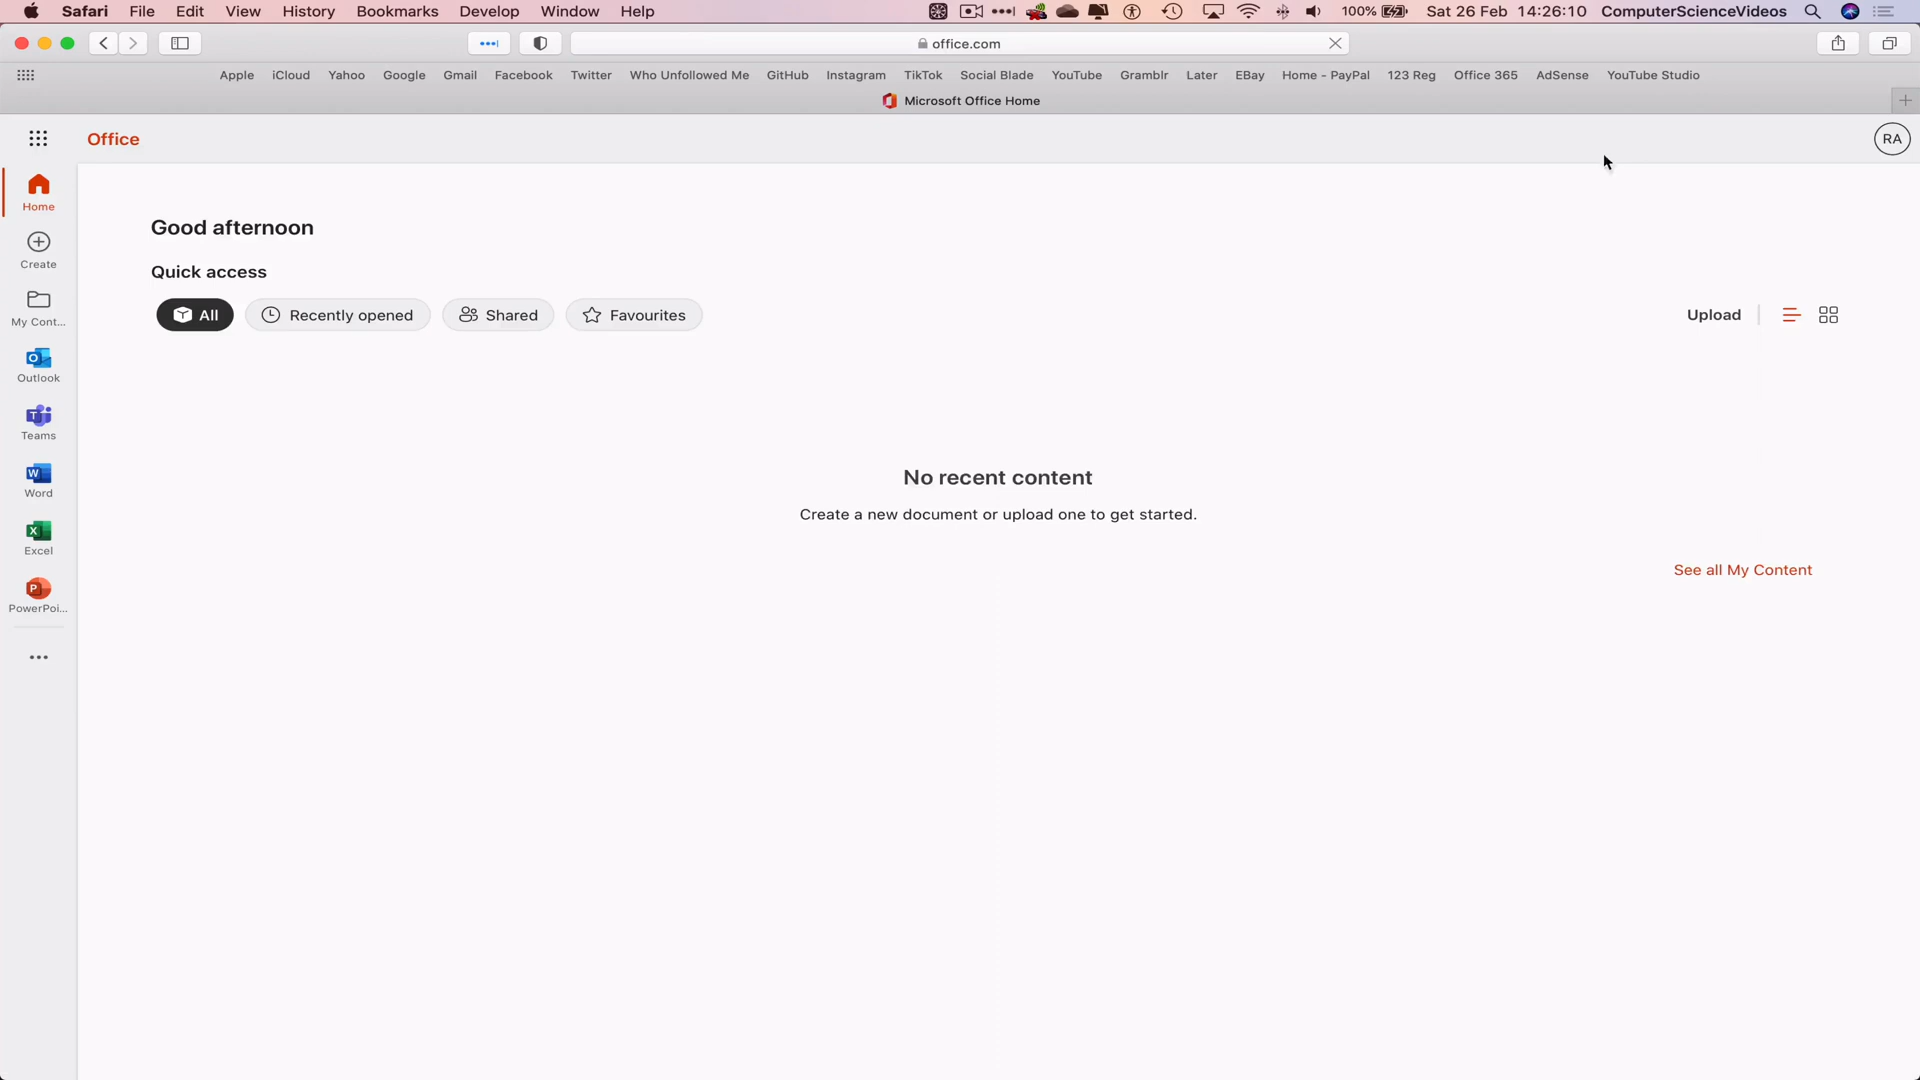 Safari File Edit View History Bookmarks Develop Window Help 100% Sat 26 Feb 14:26:10 ComputerScienceVideos
office.com
Apple iCloud Yahoo Google Gmail Facebook Twitter Who Unfollowed Me GitHub Instagram TikTok Social Blade YouTube Gramblr Later EBay Home - PayPal 123 Reg Office 365 AdSense YouTube Studio
Microsoft Office Home
Office
RA
Home
Create
My Cont...
Outlook
Teams
Word
Excel
PowerPoi...
Good afternoon
Quick access
All Recently opened Shared Favourites Upload
No recent content
Create a new document or upload one to get started.
See all My Content